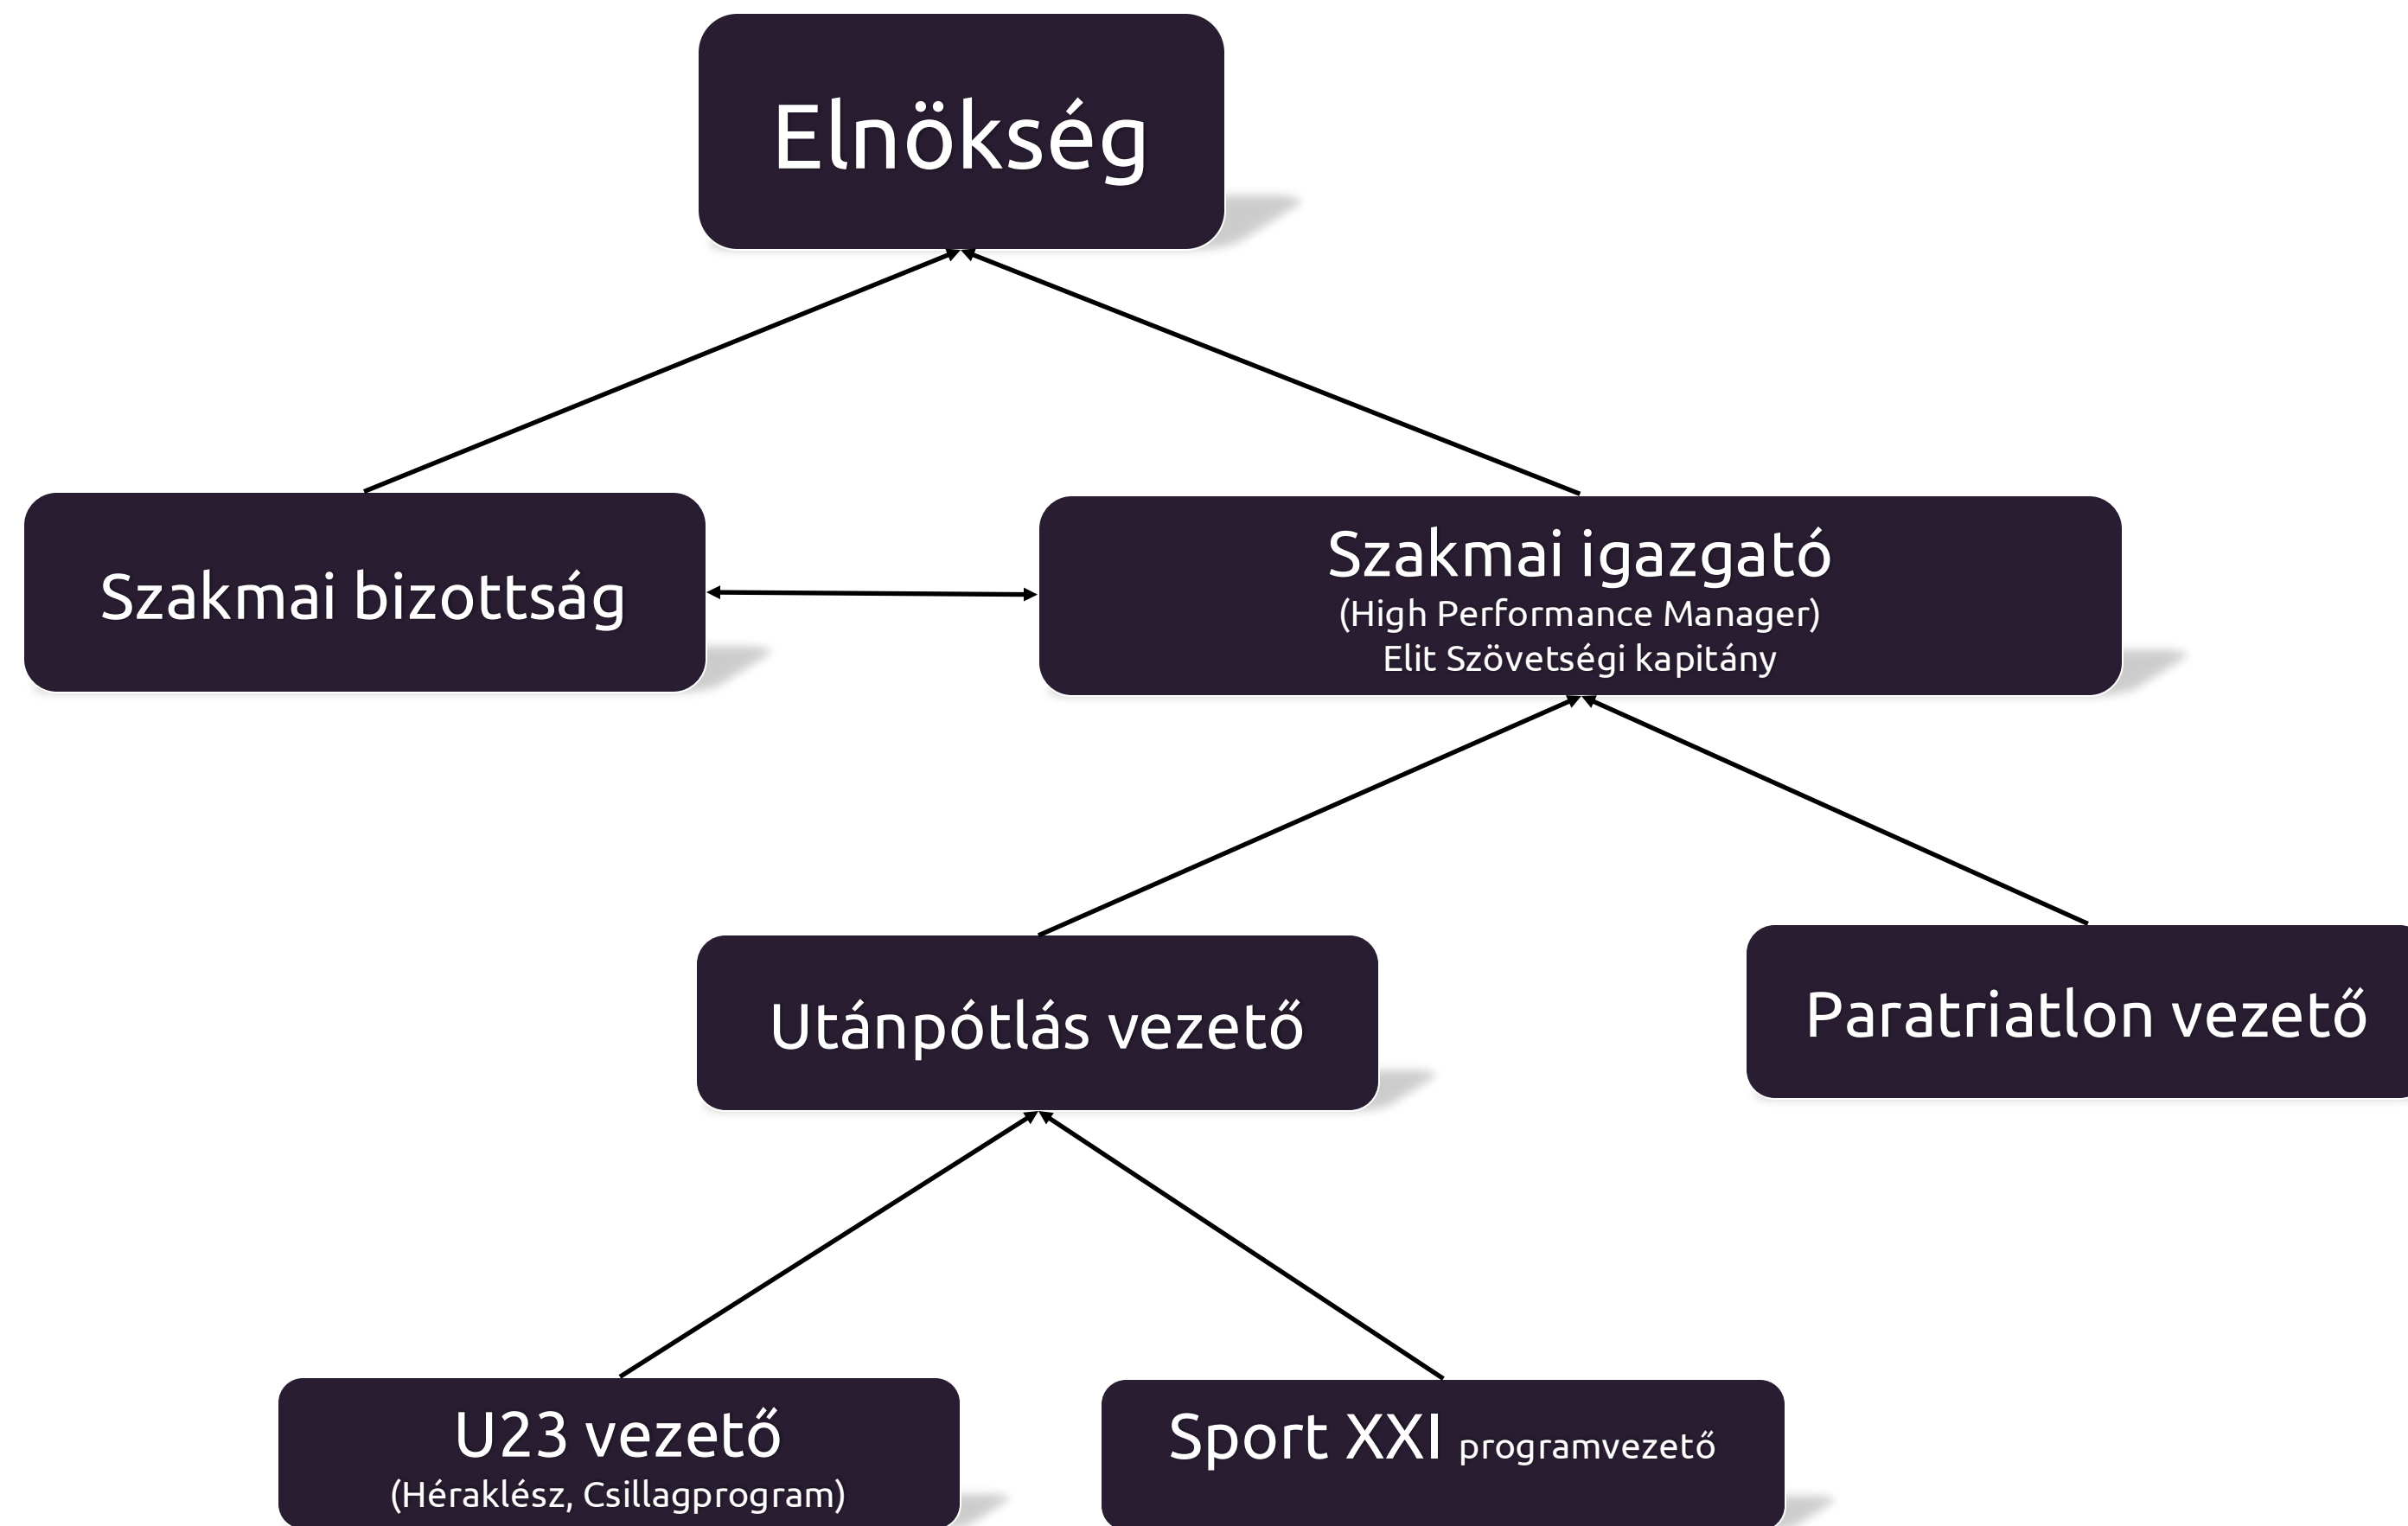 Elnökség
Szakmai bizottság
Szakmai igazgató
(High Performance Manager)
Elit Szövetségi kapitány
Utánpótlás vezető
Paratriatlon vezető
U23 vezető
(Héraklész, Csillagprogram)
Sport XXI programvezető